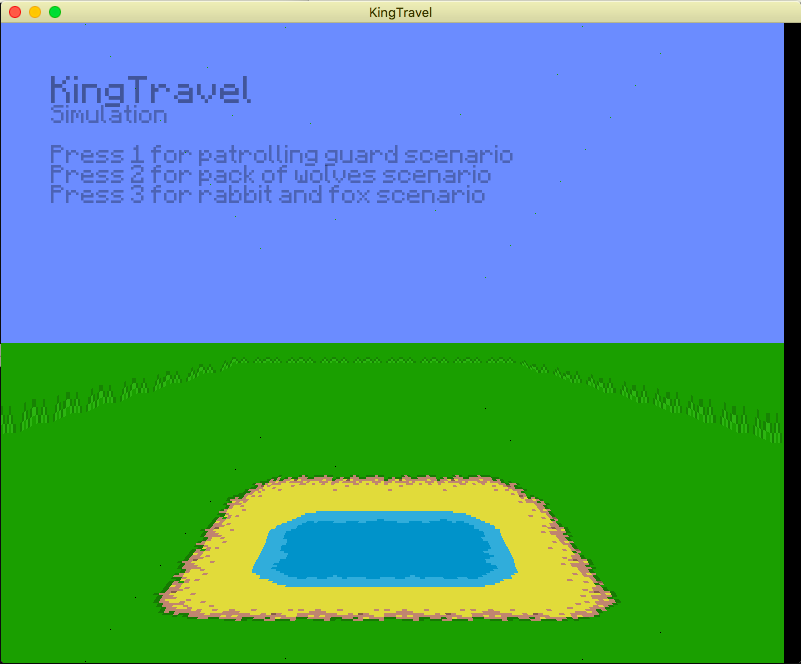 KingTravel
KingTravel
Simulation
Press 1 for patrolling guard scenario
Press 2 for pack of wolves scenario
Press 3 for rabbit and fox scenario